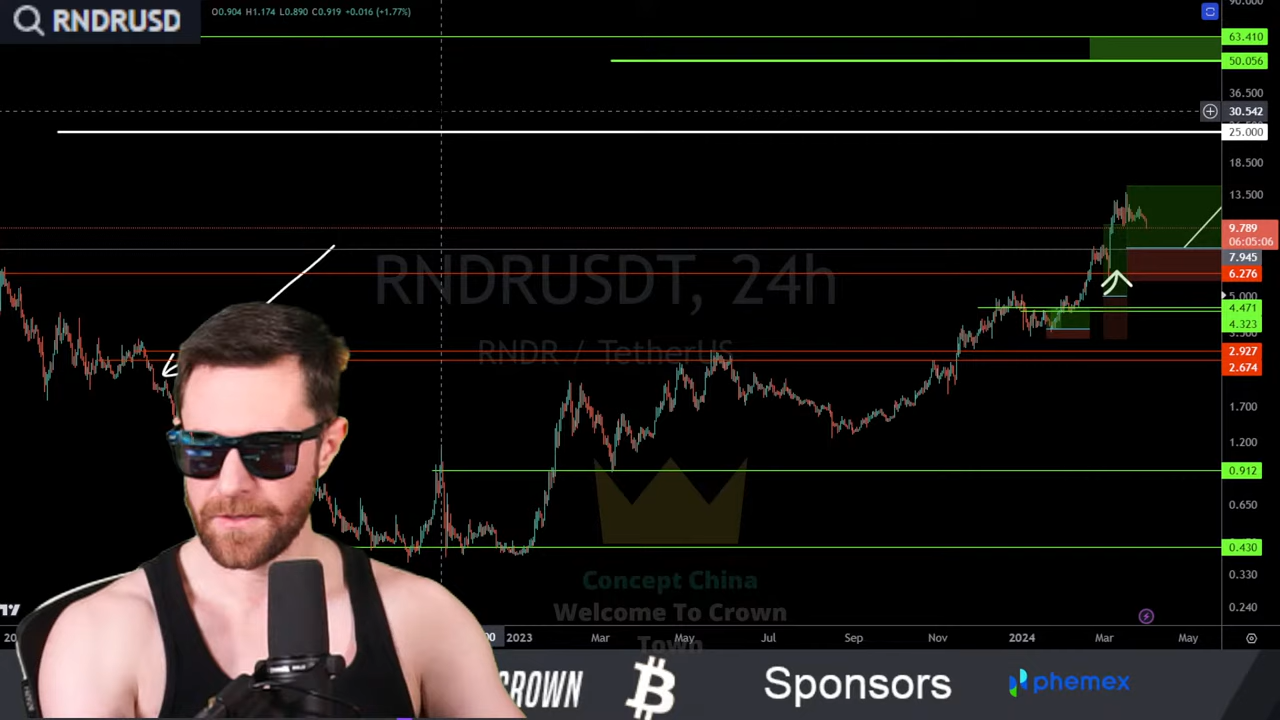 RNDRUSD
O0.904 H1.174 L0.890 C0.919 +0.016 (+1.77%)
63.410
50.056
36.500
30.542
25.000
18.500
13.500
9.789
06:05:06
7.945
6.276
5.000
4.471
4.323
2.927
2.674
1.700
1.200
0.912
0.650
0.430
0.330
0.240
RNDRUSDT, 24h
RNDR / TetherUS
Concept China
Welcome To Crown
Town
2023 Mar May Jul Sep Nov 2024 Mar May
CROWN
Sponsors
phemex